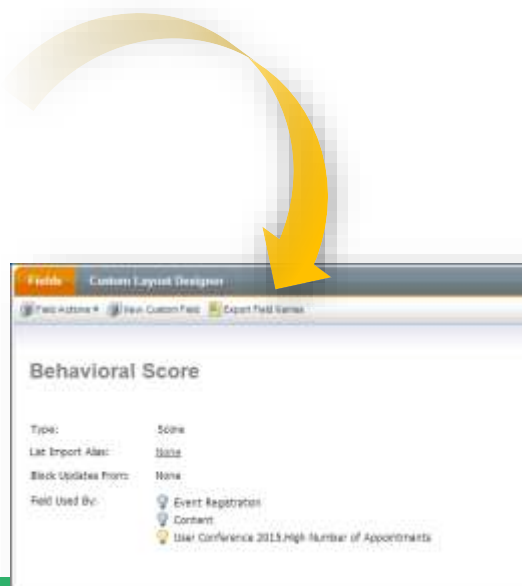 Fields Custom Layout Designer
Field Actions New Custom Field Export Field Names
Behavioral Score
Type: Score
List Import Alias: None
Block Updates From: None
Field Used By: Event Registration
Content
User Conference 2015.High Number of Appointments